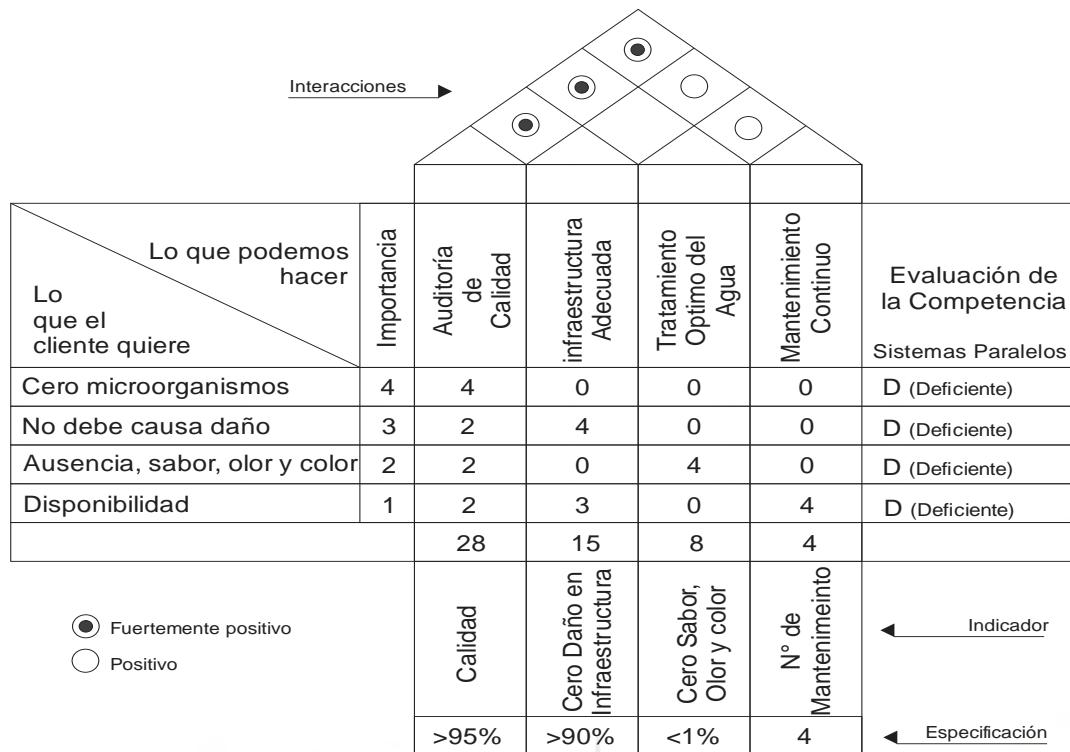 Interacciones
Lo que podemos
hacer
Lo
que el
cliente quiere
Importancia
Auditoría
de
Calidad
infraestructura
Adecuada
Tratamiento
Optimo del
Agua
Mantenimiento
Continuo
Evaluación de
la Competencia
Sistemas Paralelos
Cero microorganismos 4 4 0 0 0 D (Deficiente)
No debe causa daño 3 2 4 0 0 D (Deficiente)
Ausencia, sabor, olor y color 2 2 0 4 0 D (Deficiente)
Disponibilidad 1 2 3 0 4 D (Deficiente)
28 15 8 4
Fuertemente positivo
Positivo
Calidad
Cero Daño en
Infraestructura
Cero Sabor,
Olor y color
N° de
Mantenimeinto
Indicador
>95% >90% <1% 4
Especificación